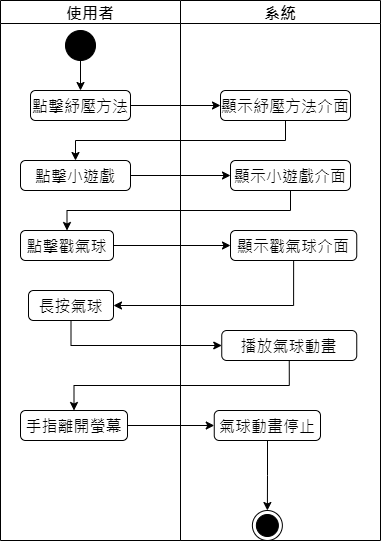 使用者
系統
點擊紓壓方法
顯示紓壓方法介面
點擊小遊戲
顯示小遊戲介面
點擊戳氣球
顯示戳氣球介面
長按氣球
播放氣球動畫
手指離開螢幕
氣球動畫停止